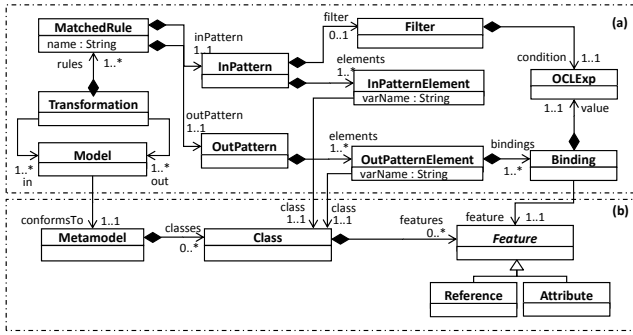 MatchedRule
name : String
filter
0..1
Filter
(a)
inPattern
1..1
InPattern
elements
1..*
InPatternElement
varName : String
condition
1..1
OCLExp
rules
1..*
Transformation
outPattern
1..1
OutPattern
elements
1..*
OutPatternElement
varName : String
bindings
1..*
1..1
value
Binding
Model
1..*
in
1..*
out
conformsTo
1..1
Metamodel
classes
0..*
class
1..1
class
1..1
Class
features
0..*
feature
1..1
Feature
(b)
Reference
Attribute